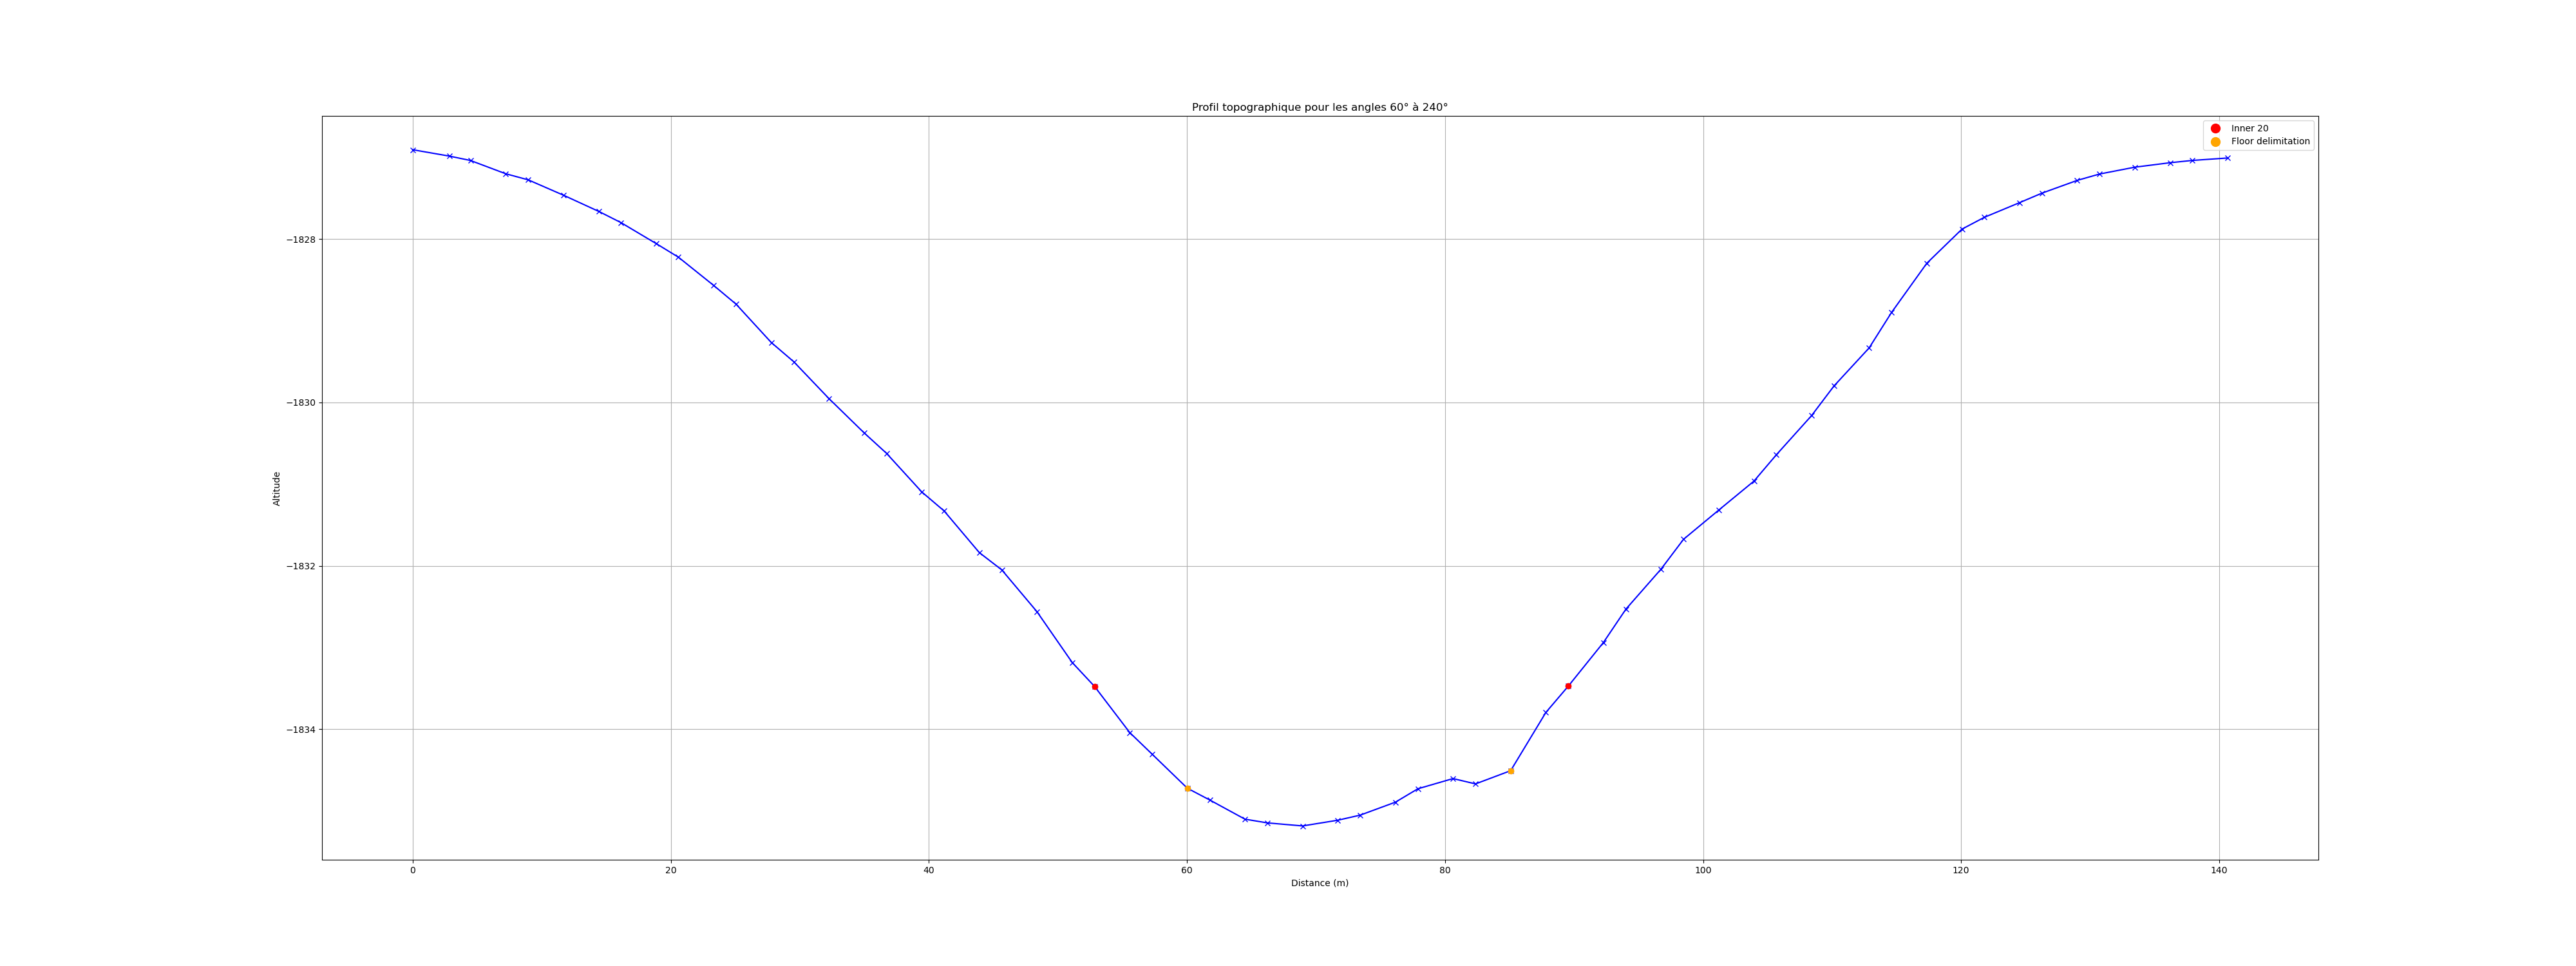 Profil topographique pour les angles 60° à 240°
Inner 20
Floor delimitation
−1828
−1830
−1832
−1834
Altitude
0 20 40 60 80 100 120 140
Distance (m)